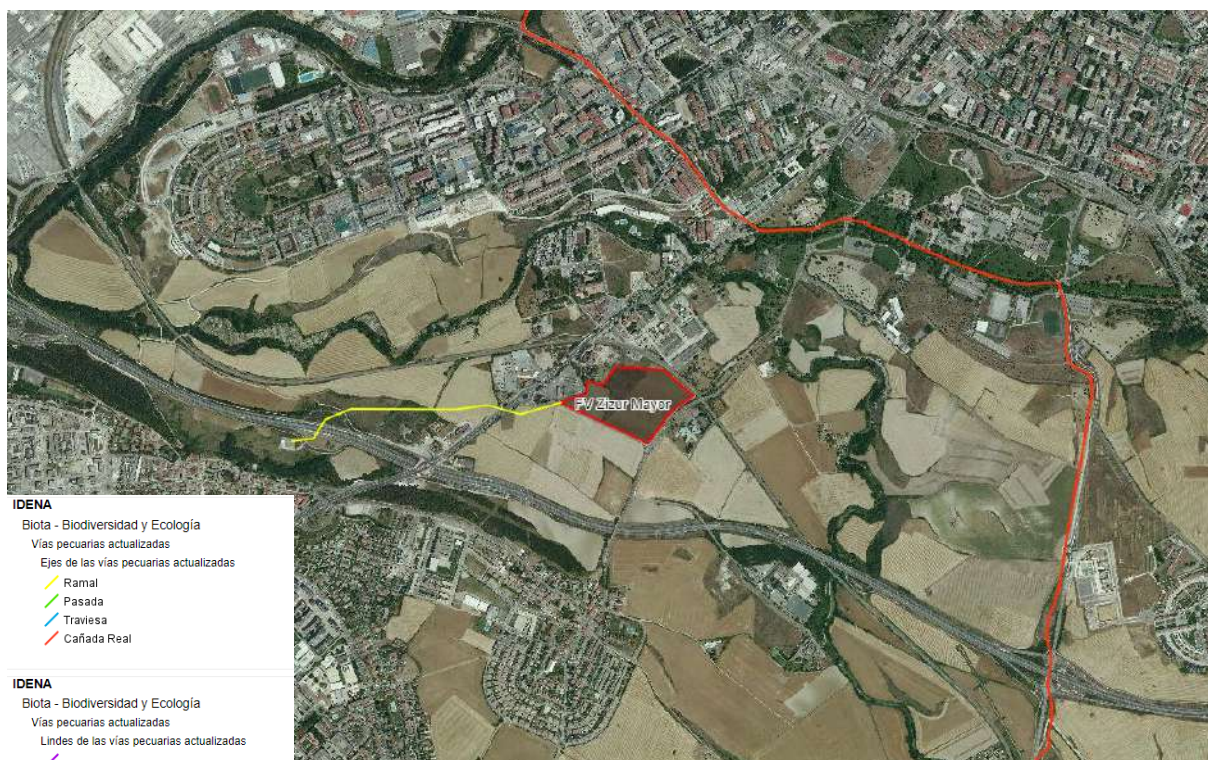 FV Zizur Mayor
IDENA
Biota - Biodiversidad y Ecología
Vías pecuarias actualizadas
Ejes de las vías pecuarias actualizadas
Ramal
Pasada
Traviesa
Cañada Real
IDENA
Biota - Biodiversidad y Ecología
Vías pecuarias actualizadas
Lindes de las vías pecuarias actualizadas